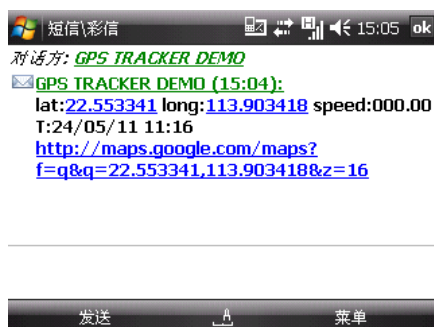 短信\彩信 15:05 ok
对话方: GPS TRACKER DEMO
GPS TRACKER DEMO (15:04):
lat:22.553341 long:113.903418 speed:000.00
T:24/05/11 11:16
http://maps.google.com/maps?
f=q&q=22.553341,113.903418&z=16
发送 A 菜单